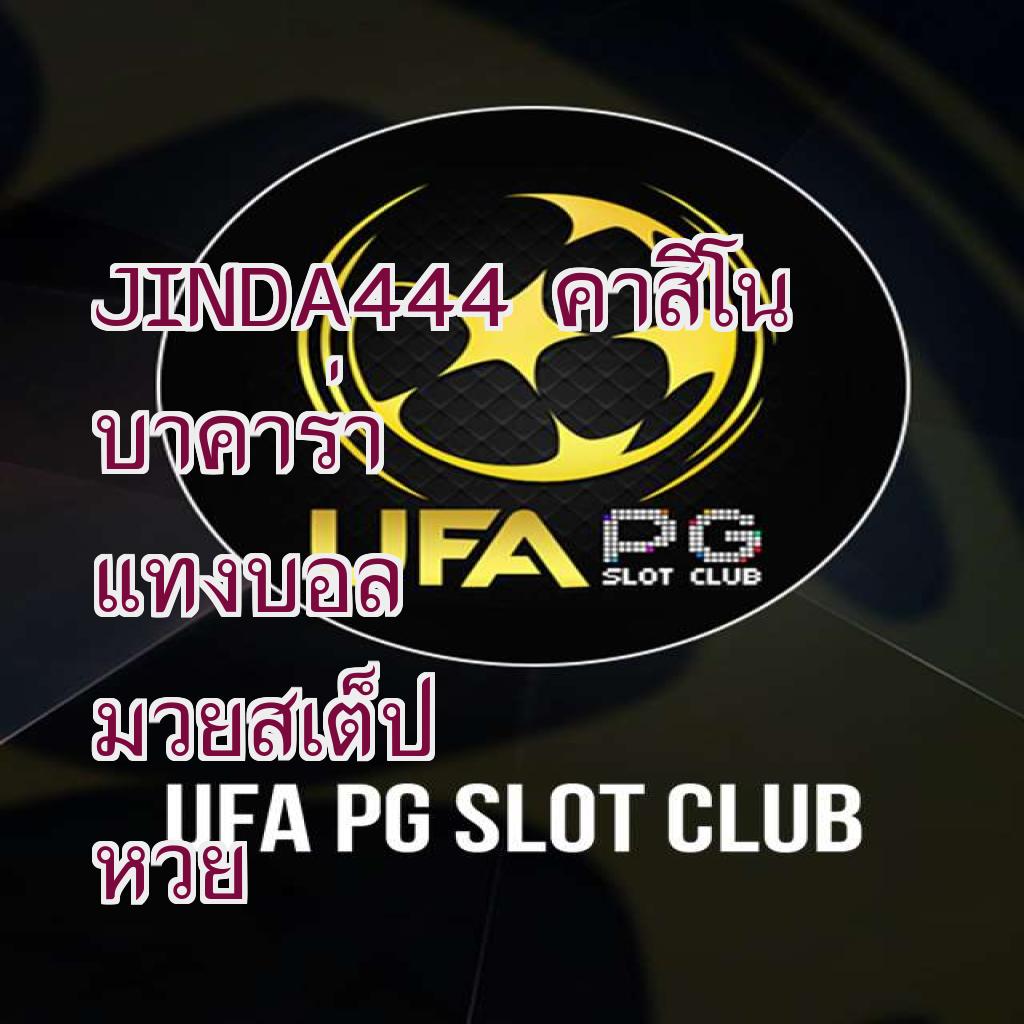 JINDA444 คาสิโน
บาคาร่า
UFA PG
SLOT CLUB
แทงบอล
มวยสเต็ป
UFA PG SLOT CLUB
หวย